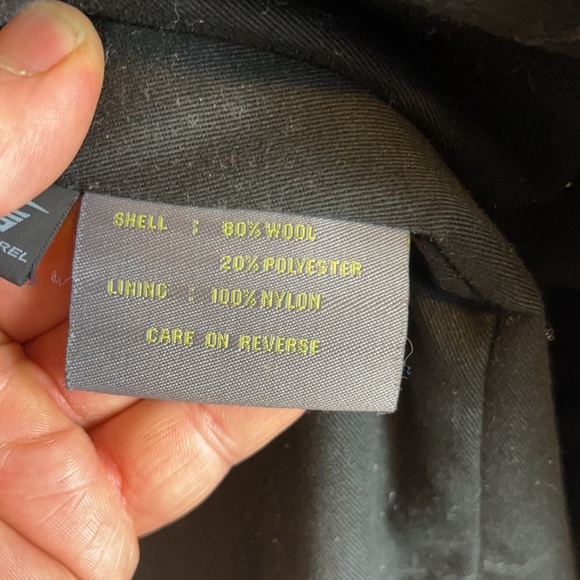 SHELL : 80% WOOL
20% POLYESTER
LINING : 100% NYLON
CARE ON REVERSE